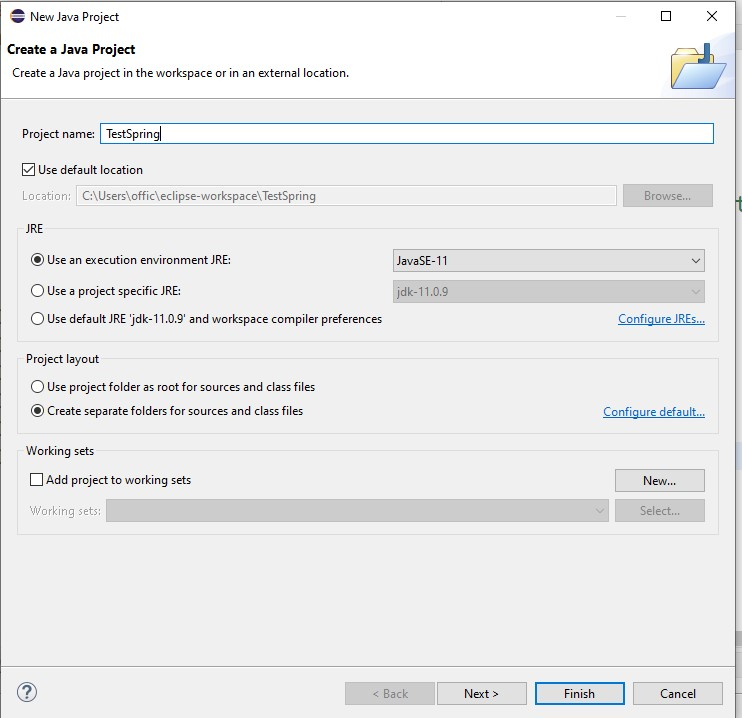 New Java Project
Create a Java Project
Create a Java project in the workspace or in an external location.
Project name: TestSpring
Use default location
Location: C:\Users\offic\eclipse-workspace\TestSpring Browse...
JRE
Use an execution environment JRE: JavaSE-11
Use a project specific JRE: jdk-11.0.9
Use default JRE 'jdk-11.0.9' and workspace compiler preferences Configure JREs...
Project layout
Use project folder as root for sources and class files
Create separate folders for sources and class files Configure default...
Working sets
Add project to working sets New...
Working sets: Select...
? < Back Next > Finish Cancel